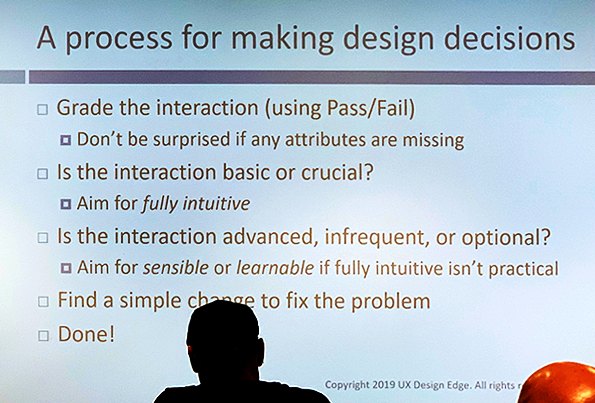 A process for making design decisions
Grade the interaction (using Pass/Fail)
Don't be surprised if any attributes are missing
Is the interaction basic or crucial?
Aim for fully intuitive
Is the interaction advanced, infrequent, or optional?
Aim for sensible or learnable if fully intuitive isn't practical
Find a simple change to fix the problem
Done!
Copyright 2019 UX Design Edge. All rights